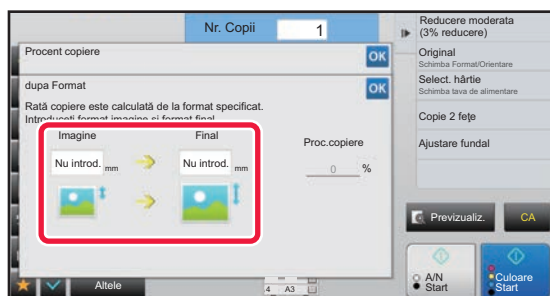 Nr. Copii 1
Procent copiere OK
dupa Format OK
Rată copiere este calculată de la format specificat.
Introduceți format imagine și format final.
Imagine Final
Nu introd. mm Nu introd. mm
Proc.copiere
0 %
Reducere moderata
(3% reducere)
Original
Schimba Format/Orientare
Select. hârtie
Schimba tava de alimentare
Copie 2 feţe
Ajustare fundal
Previzualiz. CA
A/N
Start
Culoare
Start
Altele
4 A3